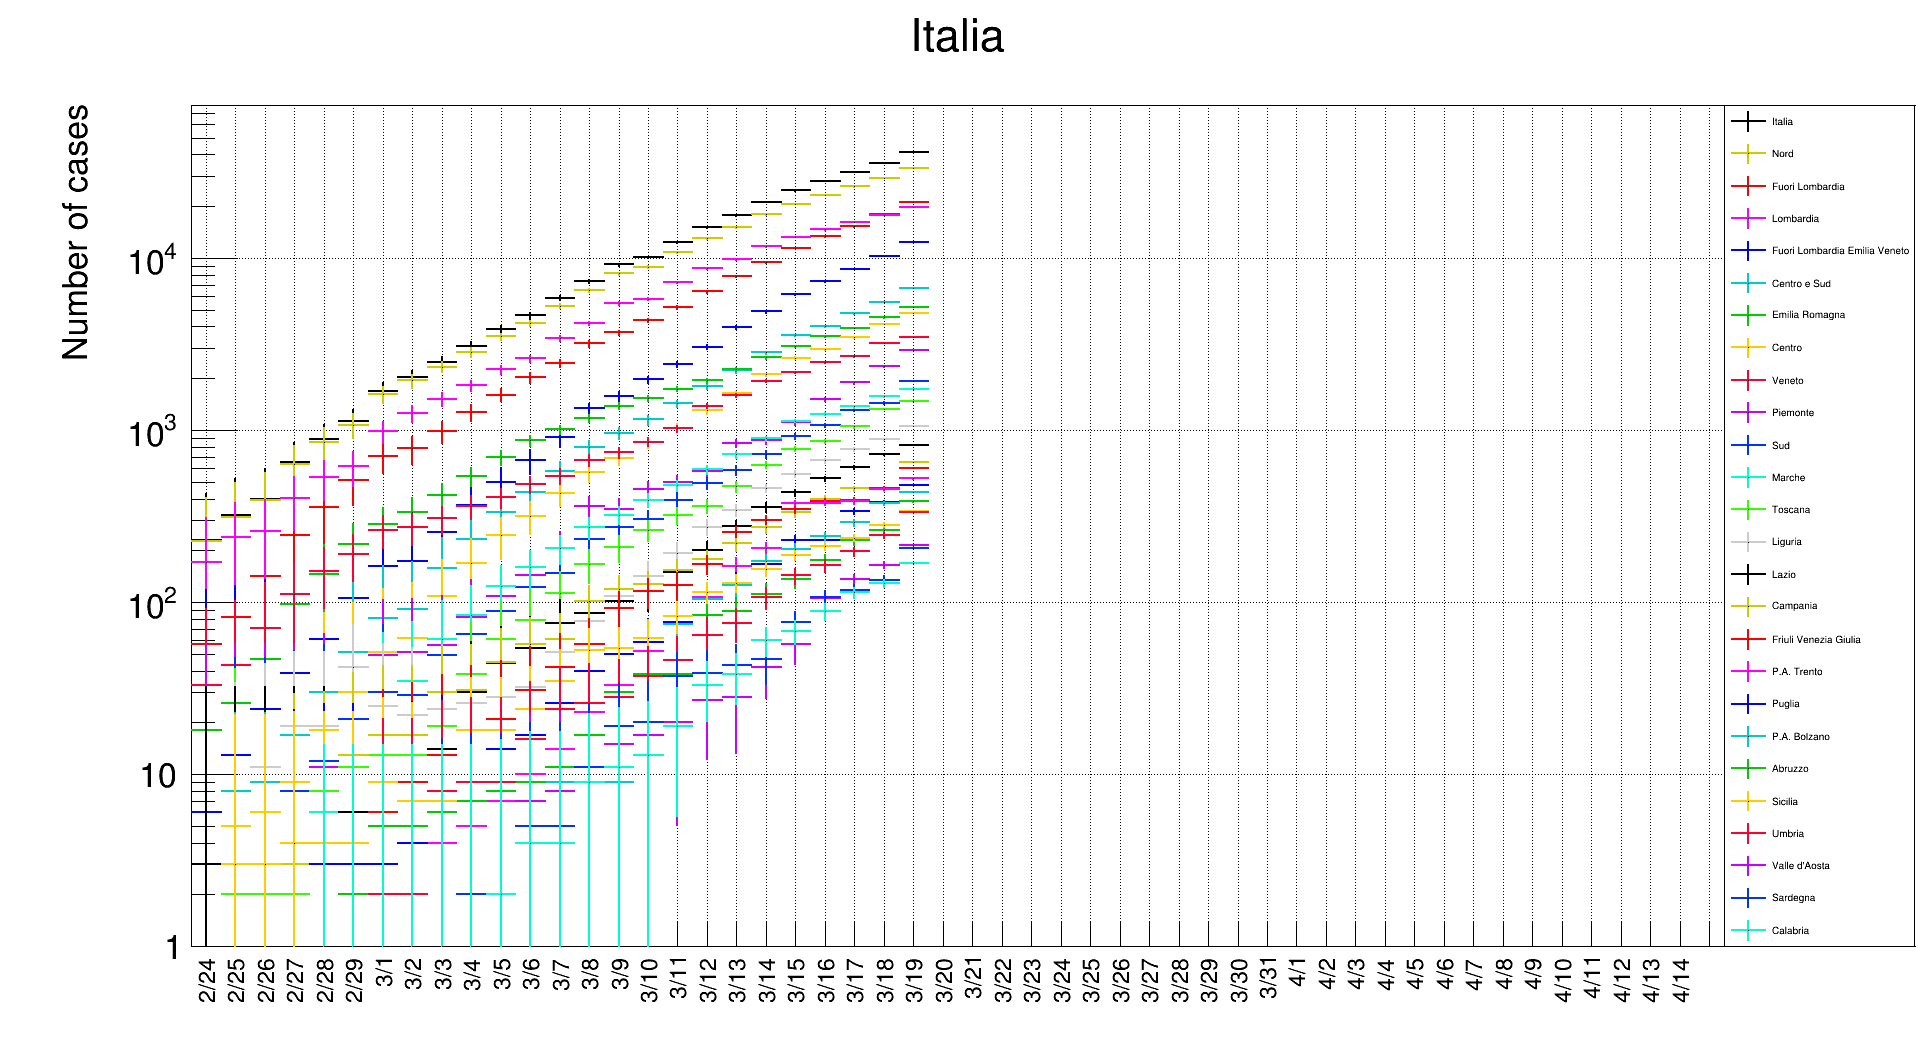 Italia
Number of cases
10^4
10^3
10^2
10
1
2/24
2/25
2/26
2/27
2/28
2/29
3/1
3/2
3/3
3/4
3/5
3/6
3/7
3/8
3/9
3/10
3/11
3/12
3/13
3/14
3/15
3/16
3/17
3/18
3/19
3/20
3/21
3/22
3/23
3/24
3/25
3/26
3/27
3/28
3/29
3/30
3/31
4/1
4/2
4/3
4/4
4/5
4/6
4/7
4/8
4/9
4/10
4/11
4/12
4/13
4/14
Italia
Nord
Fuori Lombardia
Lombardia
Fuori Lombardia Emilia Veneto
Centro e Sud
Emilia Romagna
Centro
Veneto
Piemonte
Sud
Marche
Toscana
Liguria
Lazio
Campania
Friuli Venezia Giulia
P.A. Trento
Puglia
P.A. Bolzano
Abruzzo
Sicilia
Umbria
Valle d'Aosta
Sardegna
Calabria